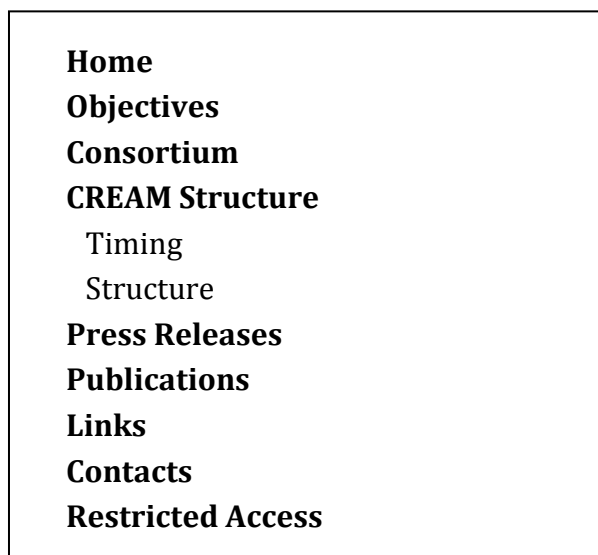 Home
Objectives
Consortium
CREAM Structure
Timing
Structure
Press Releases
Publications
Links
Contacts
Restricted Access